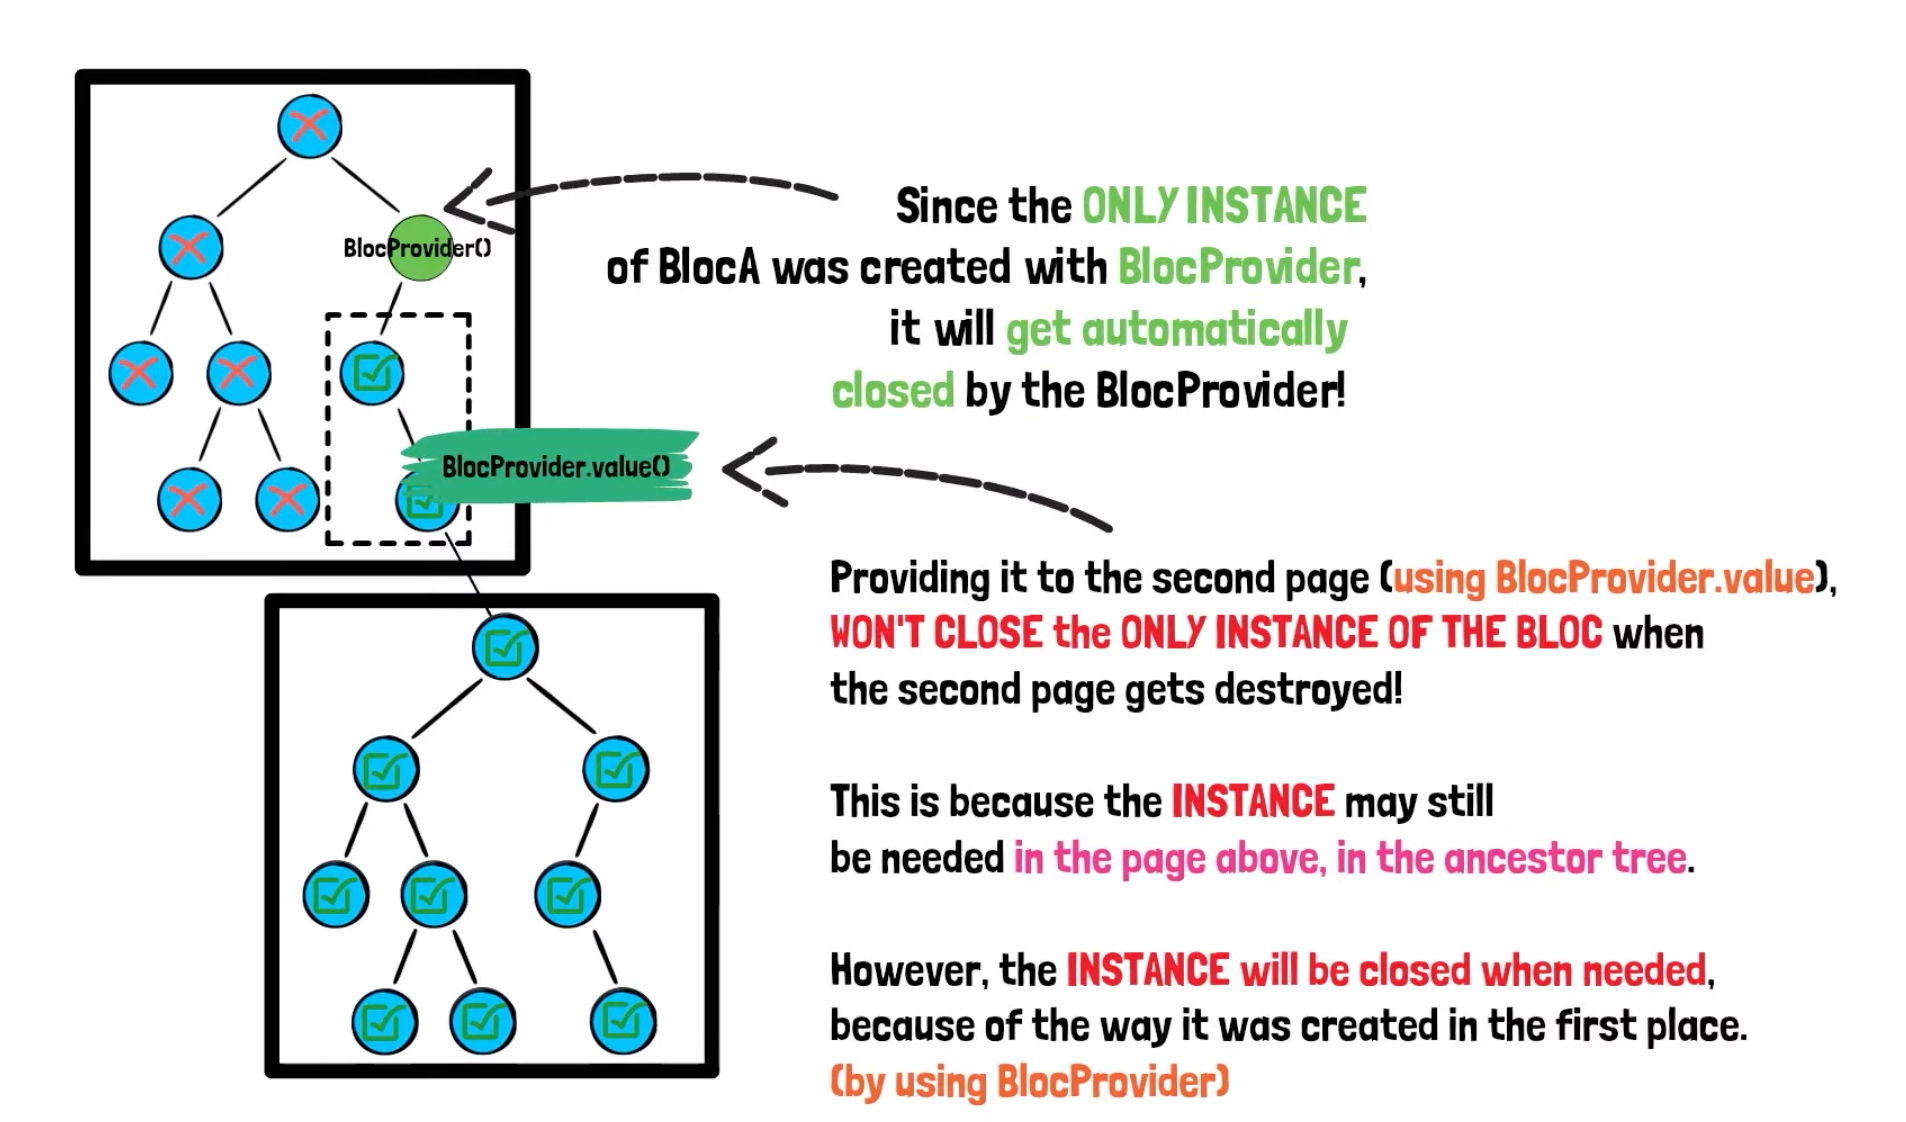 BlocProvider()
Since the ONLY INSTANCE
of BlocA was created with BlocProvider,
it will get automatically
closed by the BlocProvider!
BlocProvider.value()
Providing it to the second page (using BlocProvider.value),
WON'T CLOSE the ONLY INSTANCE OF THE BLOC when
the second page gets destroyed!
This is because the INSTANCE may still
be needed in the page above, in the ancestor tree.
However, the INSTANCE will be closed when needed,
because of the way it was created in the first place.
(by using BlocProvider)